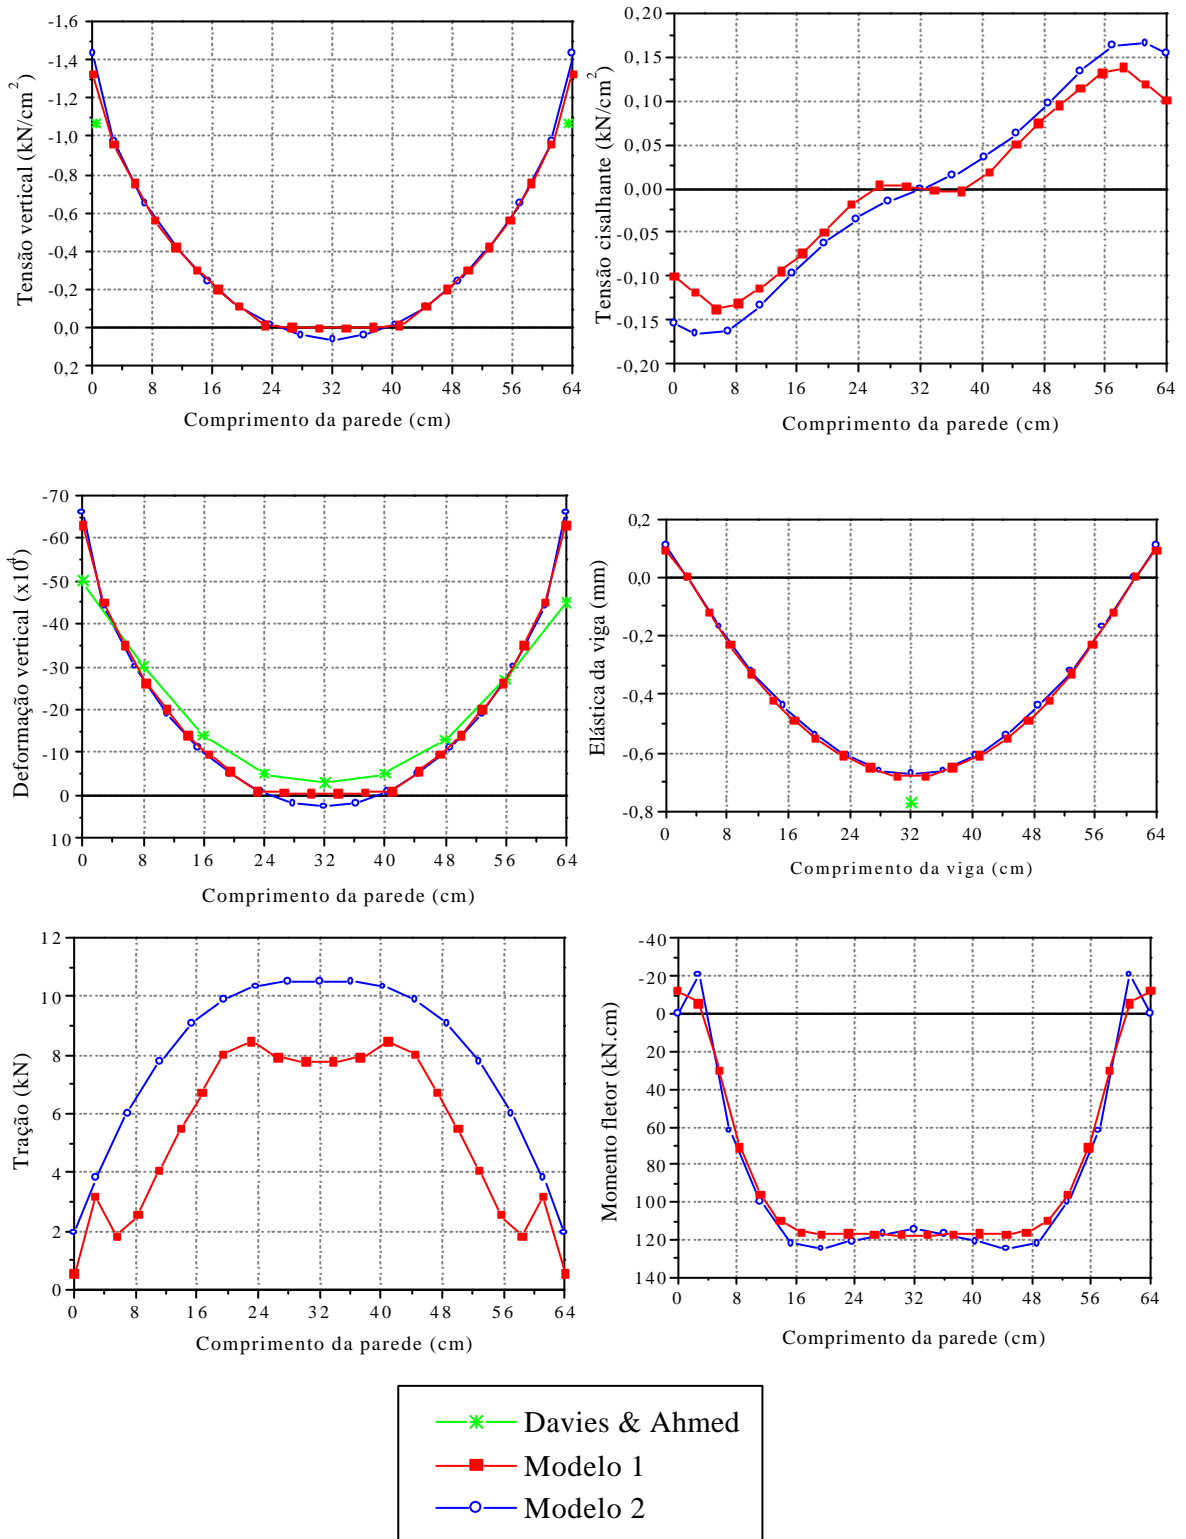 -1,6
-1,4
-1,2
-1,0
-0,8
-0,6
-0,4
-0,2
0,0
0,2
Tensão vertical (kN/cm²)
0 8 16 24 32 40 48 56 64
Comprimento da parede (cm)
0,20
0,15
0,10
0,05
0,00
-0,05
-0,10
-0,15
-0,20
Tensão cisalhante (kN/cm²)
0 8 16 24 32 40 48 56 64
Comprimento da parede (cm)
-70
-60
-50
-40
-30
-20
-10
0
10
Deformação vertical (x10⁴)
0 8 16 24 32 40 48 56 64
Comprimento da parede (cm)
0,2
0,0
-0,2
-0,4
-0,6
-0,8
Elástica da viga (mm)
0 8 16 24 32 40 48 56 64
Comprimento da viga (cm)
12
10
8
6
4
2
0
Tração (kN)
0 8 16 24 32 40 48 56 64
Comprimento da parede (cm)
-40
-20
0
20
40
60
80
100
120
140
Momento fletor (kN.cm)
0 8 16 24 32 40 48 56 64
Comprimento da parede (cm)
Davies & Ahmed
Modelo 1
Modelo 2